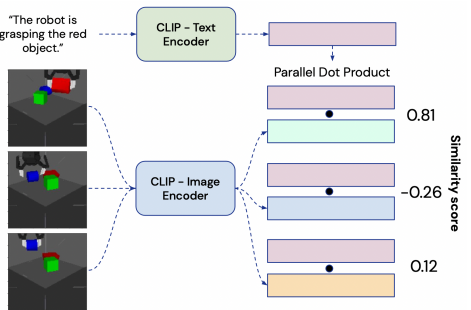 “The robot is
grasping the red
object.”
CLIP – Text
Encoder
Parallel Dot Product
0.81
CLIP – Image
Encoder
-0.26
0.12
Similarity score